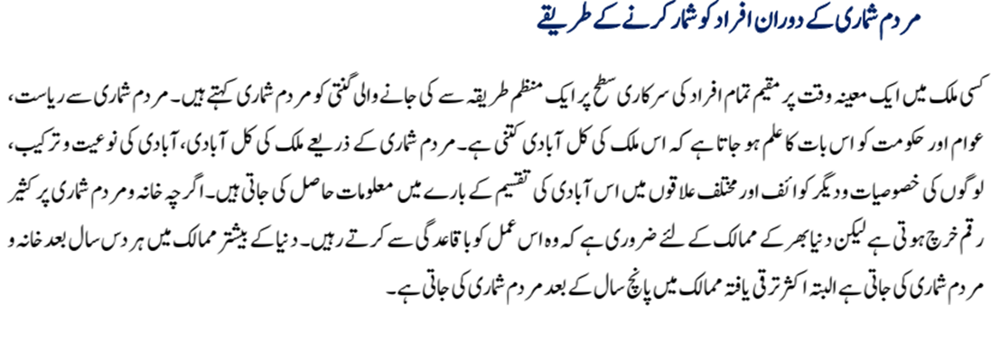 مردم شماری کے دوران افراد کو شمار کرنے کے طریقے
کسی ملک میں ایک معینہ وقت پر مقیم تمام افراد کی سرکاری سطح پر ایک منظم طریقہ سے کی جانے والی گنتی کو مردم شماری کہتے ہیں۔ مردم شماری سے ریاست،
عوام اور حکومت کو اس بات کا علم ہو جاتا ہے کہ اس ملک کی کل آبادی کتنی ہے۔ مردم شماری کے ذریعے ملک کی کل آبادی، آبادی کی نوعیت و ترکیب،
لوگوں کی خصوصیات و دیگر کوائف اور مختلف علاقوں میں اس آبادی کی تقسیم کے بارے میں معلومات حاصل کی جاتی ہیں۔ اگرچہ خانہ و مردم شماری پر کثیر
رقم خرچ ہوتی ہے لیکن دنیا بھر کے ممالک کے لئے ضروری ہے کہ وہ اس عمل کو باقاعدگی سے کرتے رہیں۔ دنیا کے بیشتر ممالک میں ہر دس سال بعد خانہ و
مردم شماری کی جاتی ہے البتہ اکثر ترقی یافتہ ممالک میں پانچ سال کے بعد مردم شماری کی جاتی ہے۔